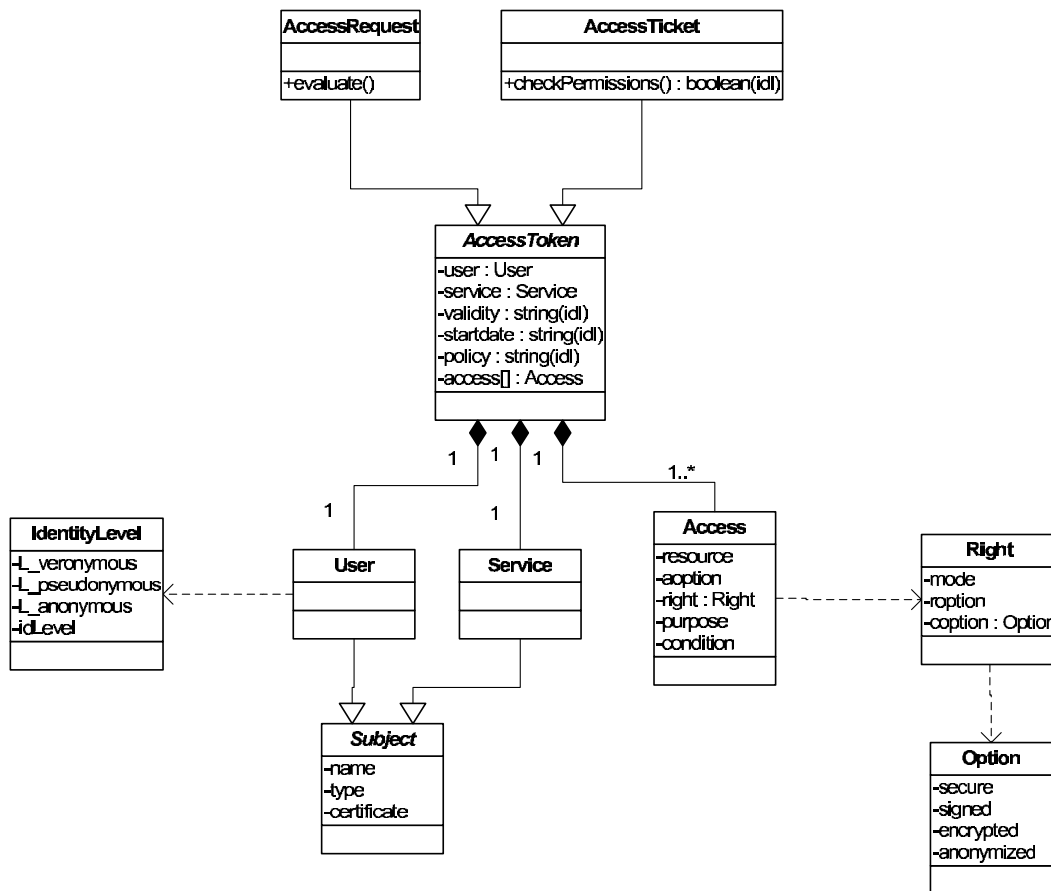 AccessRequest
+evaluate()
AccessTicket
+checkPermissions() : boolean(idl)
AccessToken
-user : User
-service : Service
-validity : string(idl)
-startdate : string(idl)
-policy : string(idl)
-access[] : Access
1
1
1
1
1
1..*
IdentityLevel
-L_veronymous
-L_pseudonymous
-L_anonymous
-idLevel
User
Service
Access
-resource
-aoption
-right : Right
-purpose
-condition
Right
-mode
-roption
-coption : Option
Subject
-name
-type
-certificate
Option
-secure
-signed
-encrypted
-anonymized